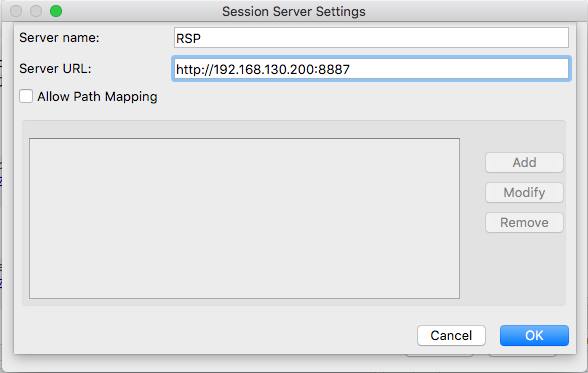 Session Server Settings
Server name: RSP
Server URL: http://192.168.130.200:8887
Allow Path Mapping
Add
Modify
Remove
Cancel OK